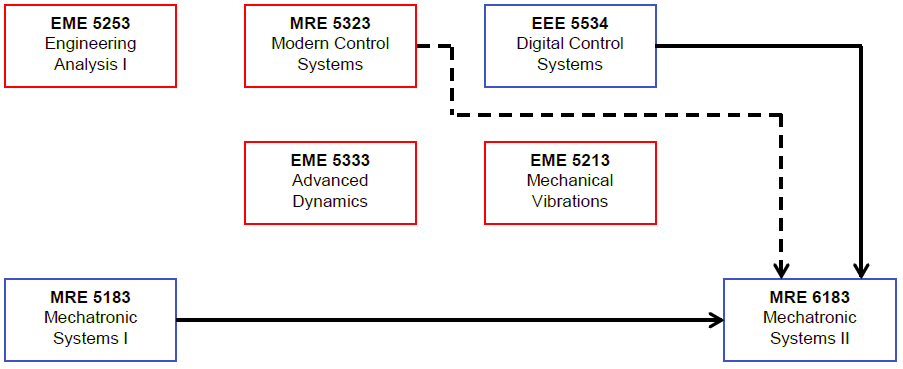 EME 5253
Engineering
Analysis I
MRE 5323
Modern Control
Systems
EEE 5534
Digital Control
Systems
EME 5333
Advanced
Dynamics
EME 5213
Mechanical
Vibrations
MRE 5183
Mechatronic
Systems I
MRE 6183
Mechatronic
Systems II